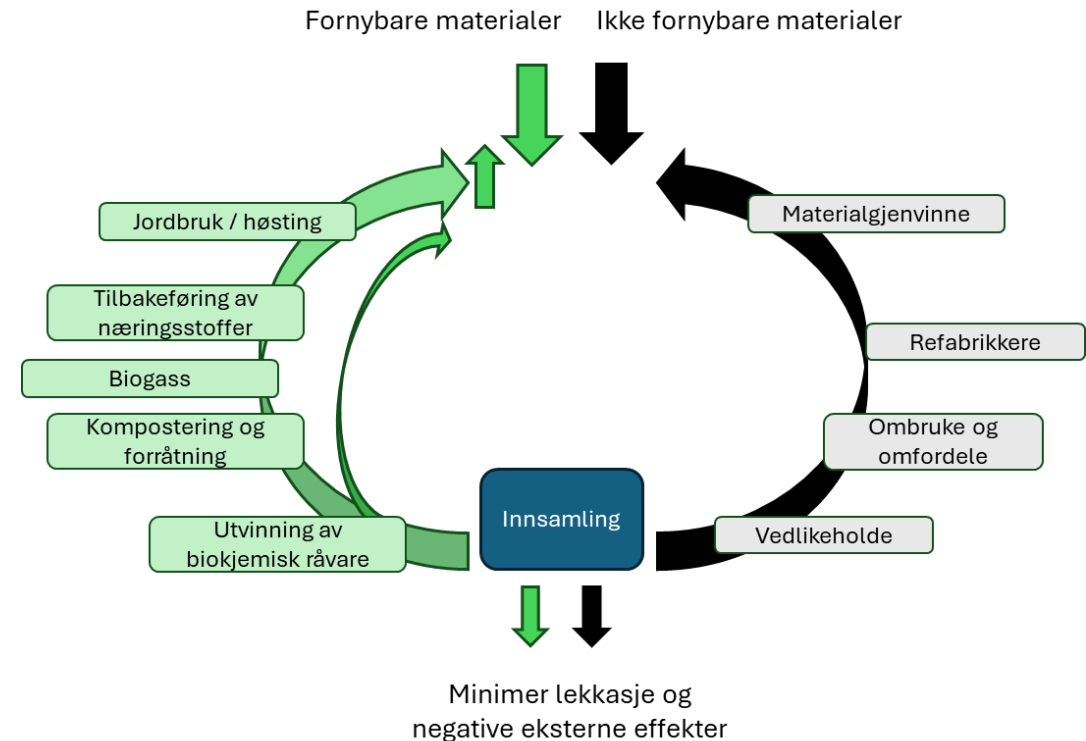 Fornybare materialer
Ikke fornybare materialer
Jordbruk / høsting
Tilbakeføring av
næringsstoffer
Biogass
Kompostering og
forråtning
Utvinning av
biokjemisk råvare
Innsamling
Materialgjenvinne
Refabrikkere
Ombruke og
omfordele
Vedlikeholde
Minimer lekkasje og
negative eksterne effekter